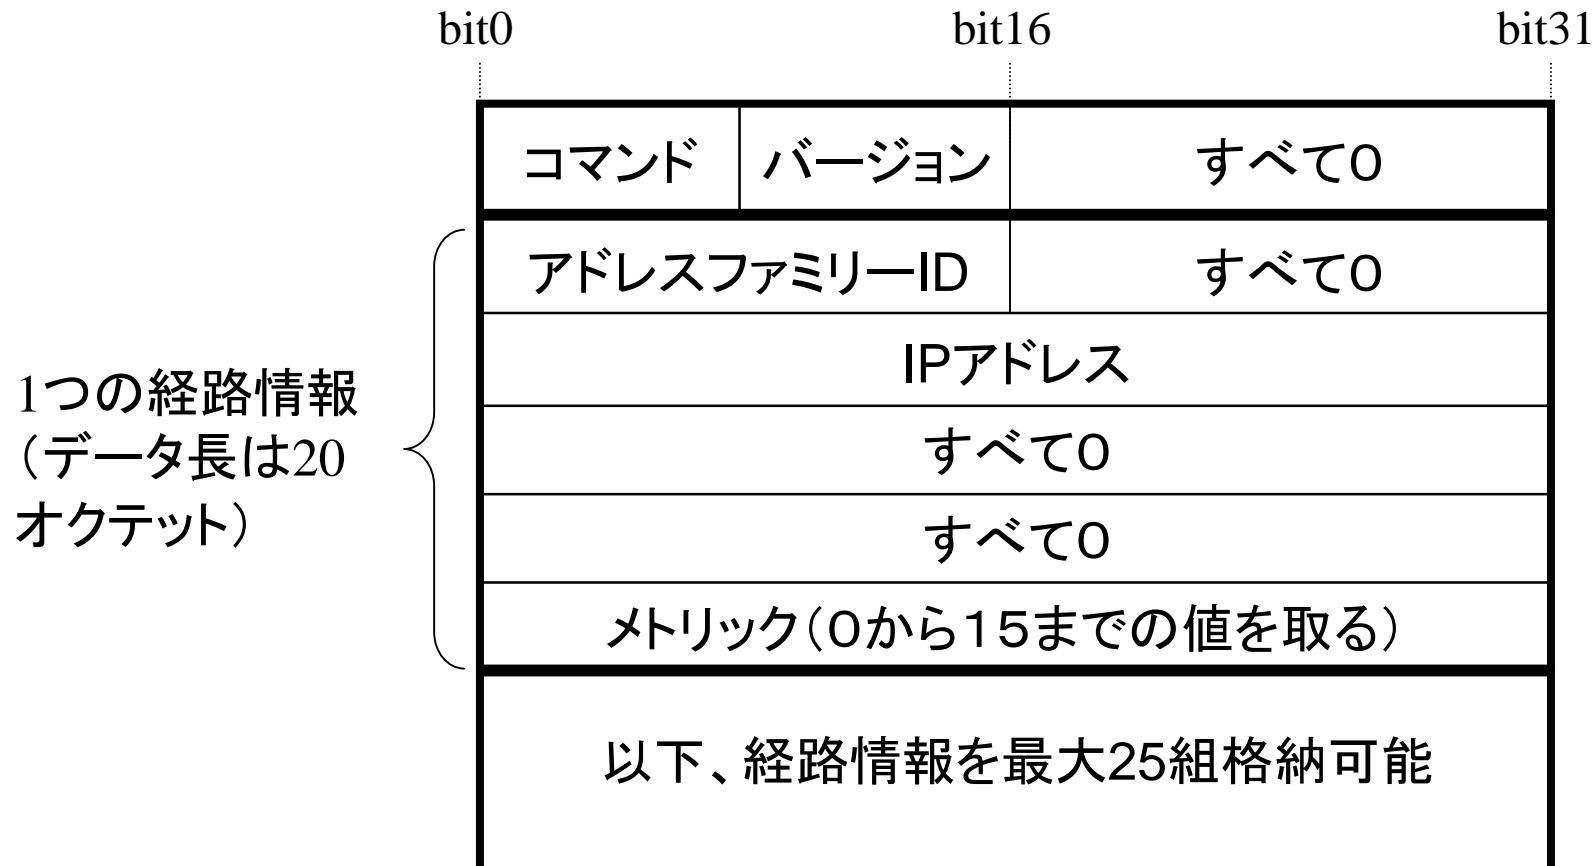 bit0
bit16
bit31
コマンド
バージョン
すべて0
アドレスファミリーID
すべて0
IPアドレス
すべて0
すべて0
メトリック(0から15までの値を取る)
1つの経路情報
(データ長は20
オクテット)
以下、経路情報を最大25組格納可能